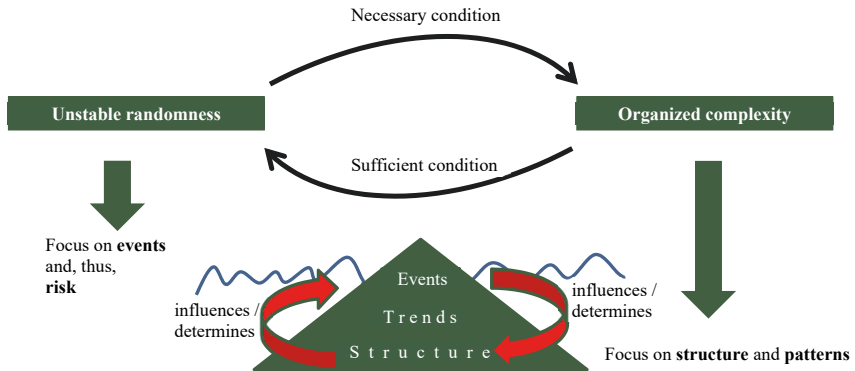 Necessary condition
Unstable randomness
Organized complexity
Sufficient condition
Focus on events
and, thus,
risk
influences /
determines
Events
Trends
Structure
influences /
determines
Focus on structure and patterns